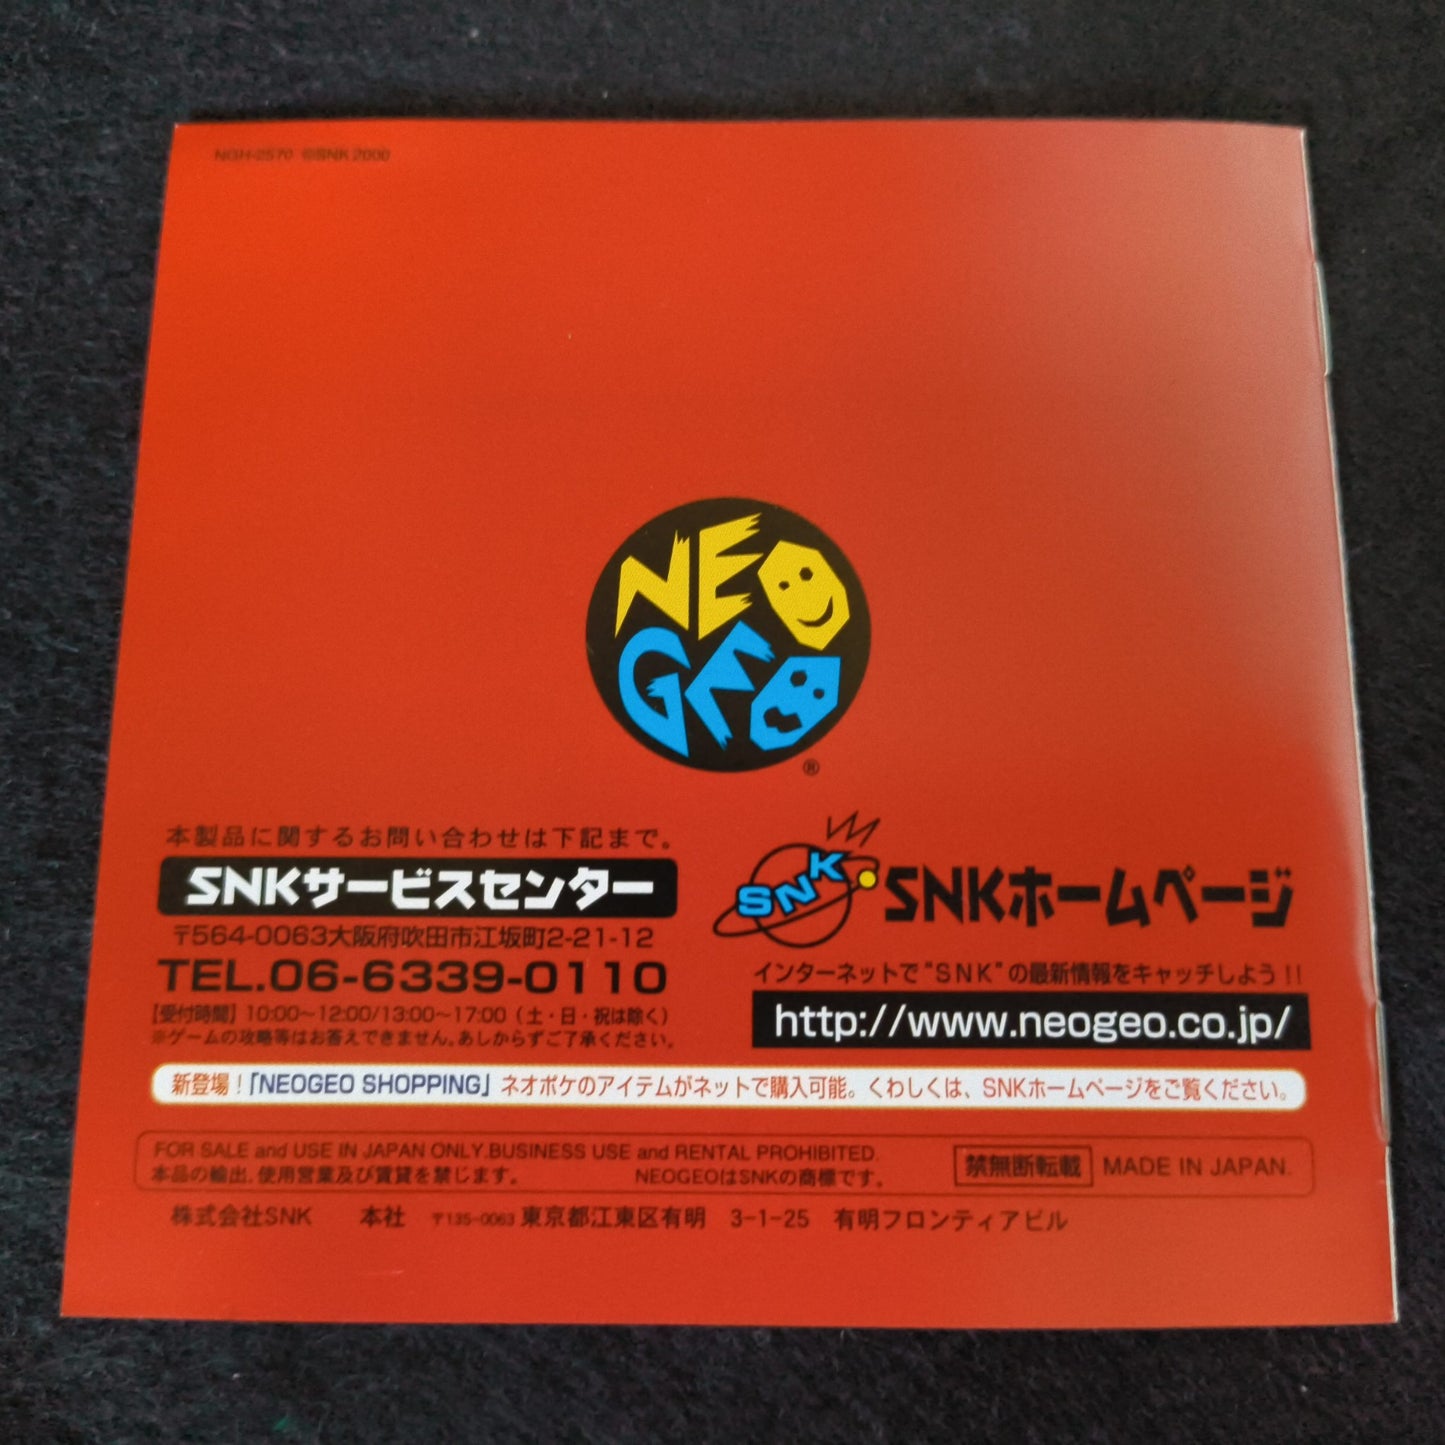 NGH-2570 ©SNK 2000
NEO
GEO
®
本製品に関するお問い合わせは下記まで。
SNKサービスセンター
〒564-0063大阪府吹田市江坂町2-21-12
TEL.06-6339-0110
【受付時間】10:00～12:00/13:00～17:00（土・日・祝は除く）
※ゲームの攻略等はお答えできません。あしからずご了承ください。
SNK
SNKホームページ
インターネットで“SNK”の最新情報をキャッチしよう!!
http://www.neogeo.co.jp/
新登場！「NEOGEO SHOPPING」ネオポケのアイテムがネットで購入可能。くわしくは、SNKホームページをご覧ください。
FOR SALE and USE IN JAPAN ONLY.BUSINESS USE and RENTAL PROHIBITED.
本品の輸出、使用営業及び賃貸を禁じます。 NEOGEOはSNKの商標です。
禁無断転載 MADE IN JAPAN.
株式会社SNK 本社 〒135-0063 東京都江東区有明 3-1-25 有明フロンティアビル